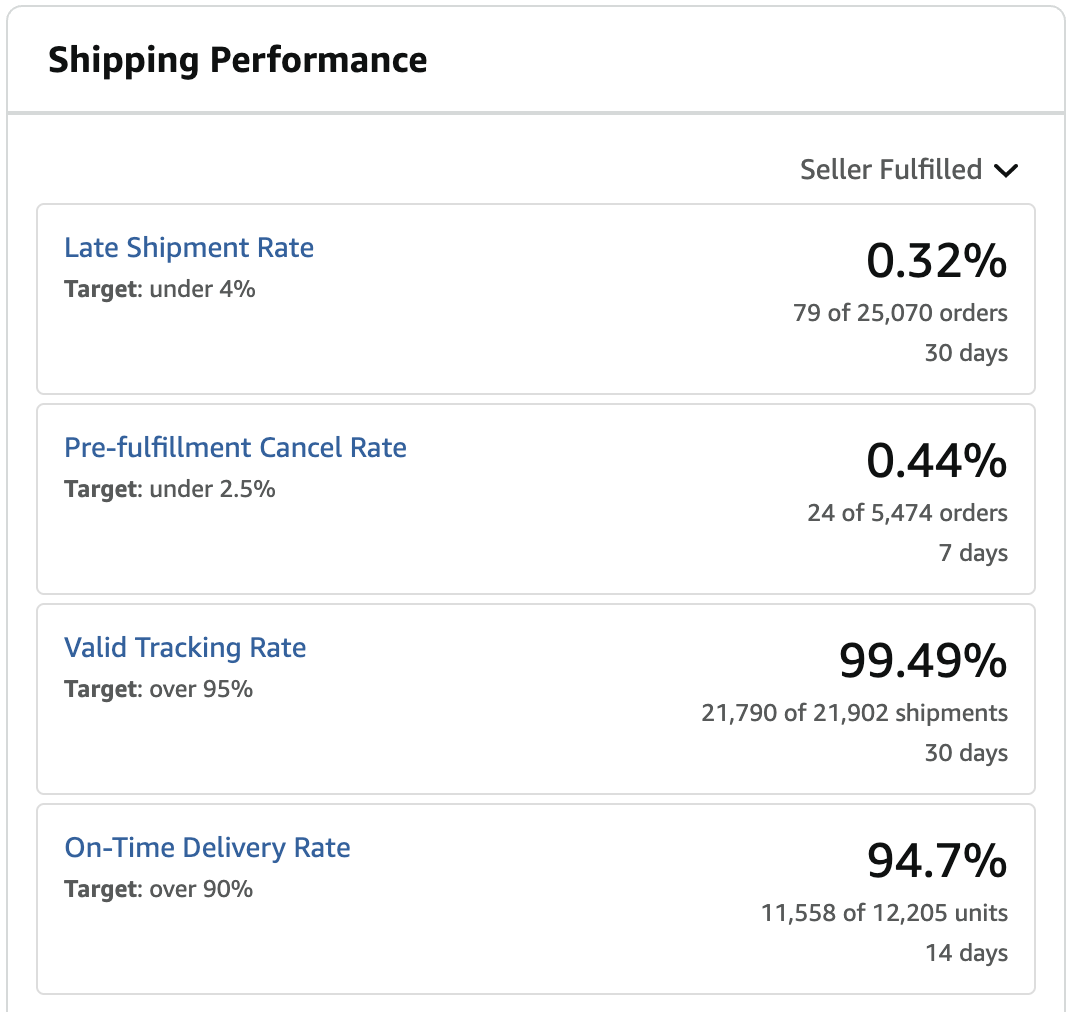 Shipping Performance
Seller Fulfilled
Late Shipment Rate
Target: under 4%
0.32%
79 of 25,070 orders
30 days
Pre-fulfillment Cancel Rate
Target: under 2.5%
0.44%
24 of 5,474 orders
7 days
Valid Tracking Rate
Target: over 95%
99.49%
21,790 of 21,902 shipments
30 days
On-Time Delivery Rate
Target: over 90%
94.7%
11,558 of 12,205 units
14 days